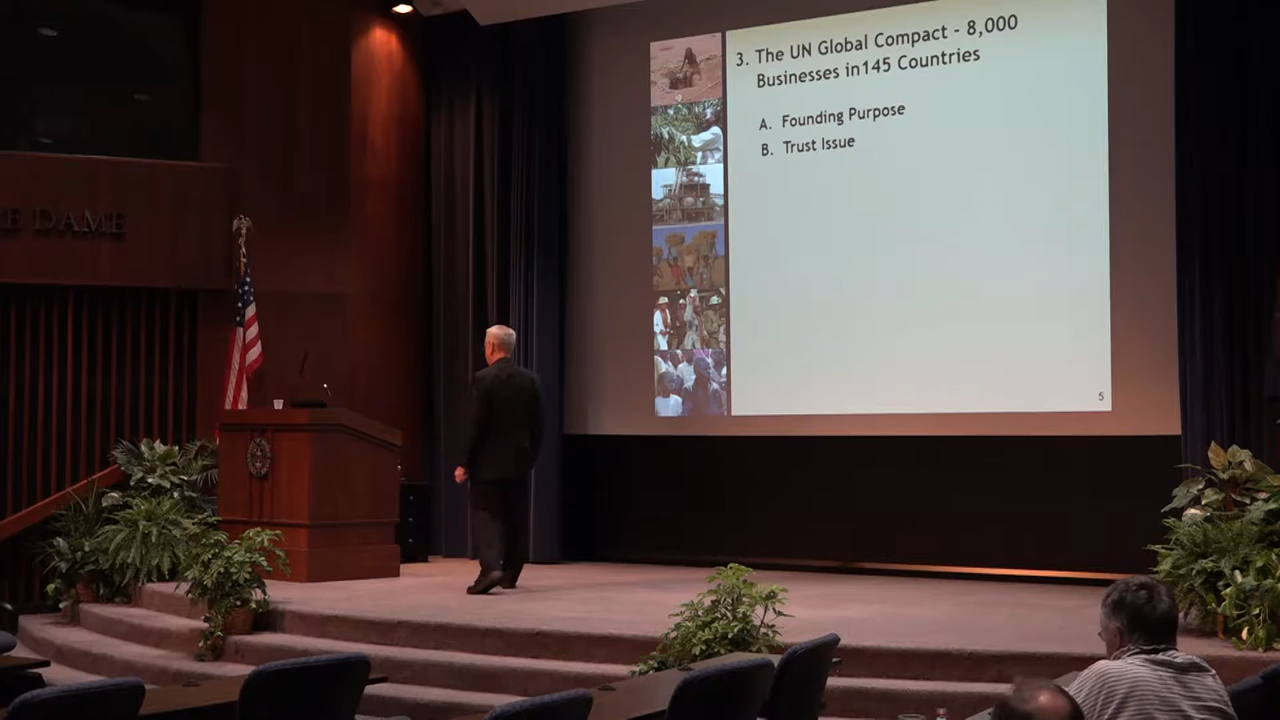 E DAME
3. The UN Global Compact - 8,000
Businesses in145 Countries
A. Founding Purpose
B. Trust Issue
5